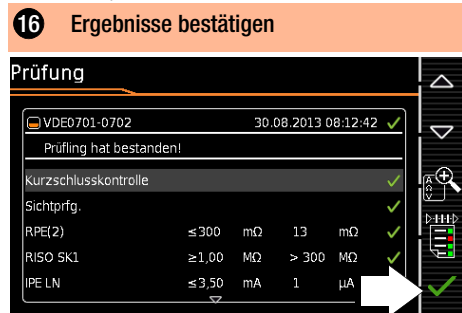 16 Ergebnisse bestätigen
Prüfung
VDE0701-0702 30.08.2013 08:12:42
Prüfling hat bestanden!
Kurzschlusskontrolle
Sichtprfg.
RPE(2) ≤300 mΩ 13 mΩ
RISO SK1 ≥1,00 MΩ > 300 MΩ
IPE LN ≤3,50 mA 1 µA